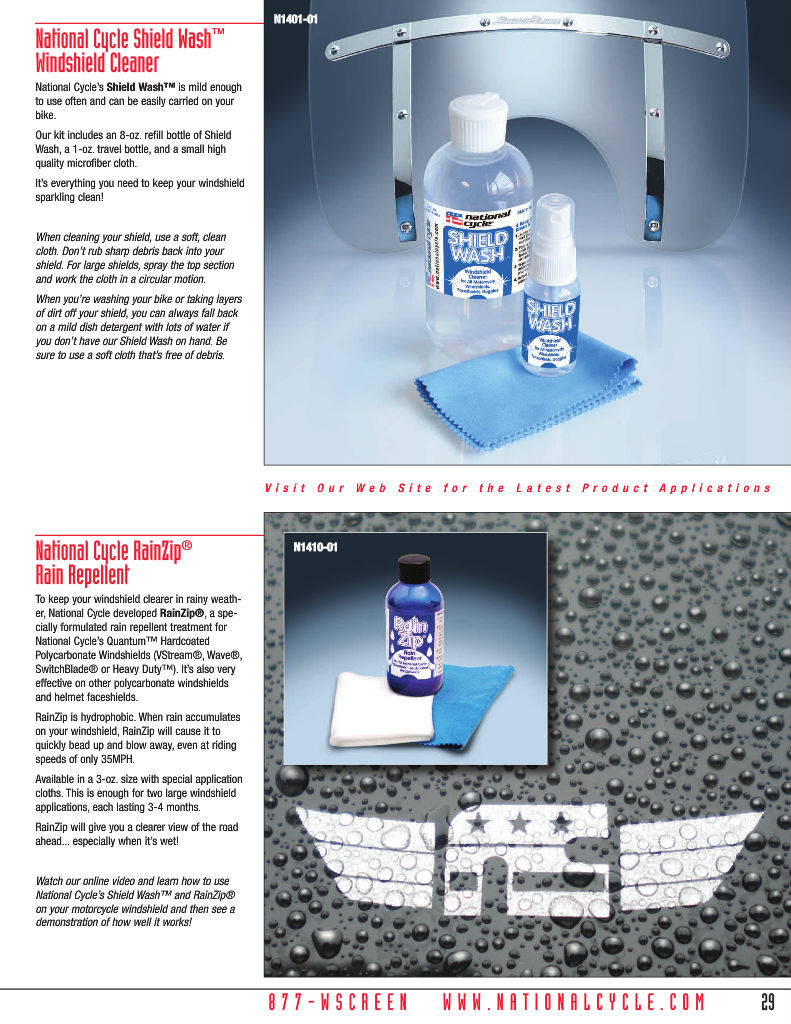 National Cycle Shield Wash™
Windshield Cleaner
National Cycle's Shield Wash™ is mild enough
to use often and can be easily carried on your
bike.
Our kit includes an 8-oz. refill bottle of Shield
Wash, a 1-oz. travel bottle, and a small high
quality microfiber cloth.
It's everything you need to keep your windshield
sparkling clean!
When cleaning your shield, use a soft, clean
cloth. Don't rub sharp debris back into your
shield. For large shields, spray the top section
and work the cloth in a circular motion.
When you're washing your bike or taking layers
of dirt off your shield, you can always fall back
on a mild dish detergent with lots of water if
you don't have our Shield Wash on hand. Be
sure to use a soft cloth that's free of debris.
N1401-01
SWITCHBLADE
national
cycle
www.nationalcycle.com
SHIELD
WASH
Windshield
Cleaner
for All Motorcycle
Windshields,
Faceshields, Goggles
SHIELD
WASH
Windshield
Cleaner
for All Motorcycle
Windshields,
Faceshields, Goggles
Visit Our Web Site for the Latest Product Applications
National Cycle RainZip®
Rain Repellent
To keep your windshield clearer in rainy weath-
er, National Cycle developed RainZip®, a spe-
cially formulated rain repellent treatment for
National Cycle's Quantum™ Hardcoated
Polycarbonate Windshields (VStream®, Wave®,
SwitchBlade® or Heavy Duty™). It's also very
effective on other polycarbonate windshields
and helmet faceshields.
RainZip is hydrophobic. When rain accumulates
on your windshield, RainZip will cause it to
quickly bead up and blow away, even at riding
speeds of only 35MPH.
Available in a 3-oz. size with special application
cloths. This is enough for two large windshield
applications, each lasting 3-4 months.
RainZip will give you a clearer view of the road
ahead... especially when it's wet!
Watch our online video and learn how to use
National Cycle's Shield Wash™ and RainZip®
on your motorcycle windshield and then see a
demonstration of how well it works!
N1410-01
Rain
Zip
Rain
Repellent
877-WSCREEN WWW.NATIONALCYCLE.COM 29